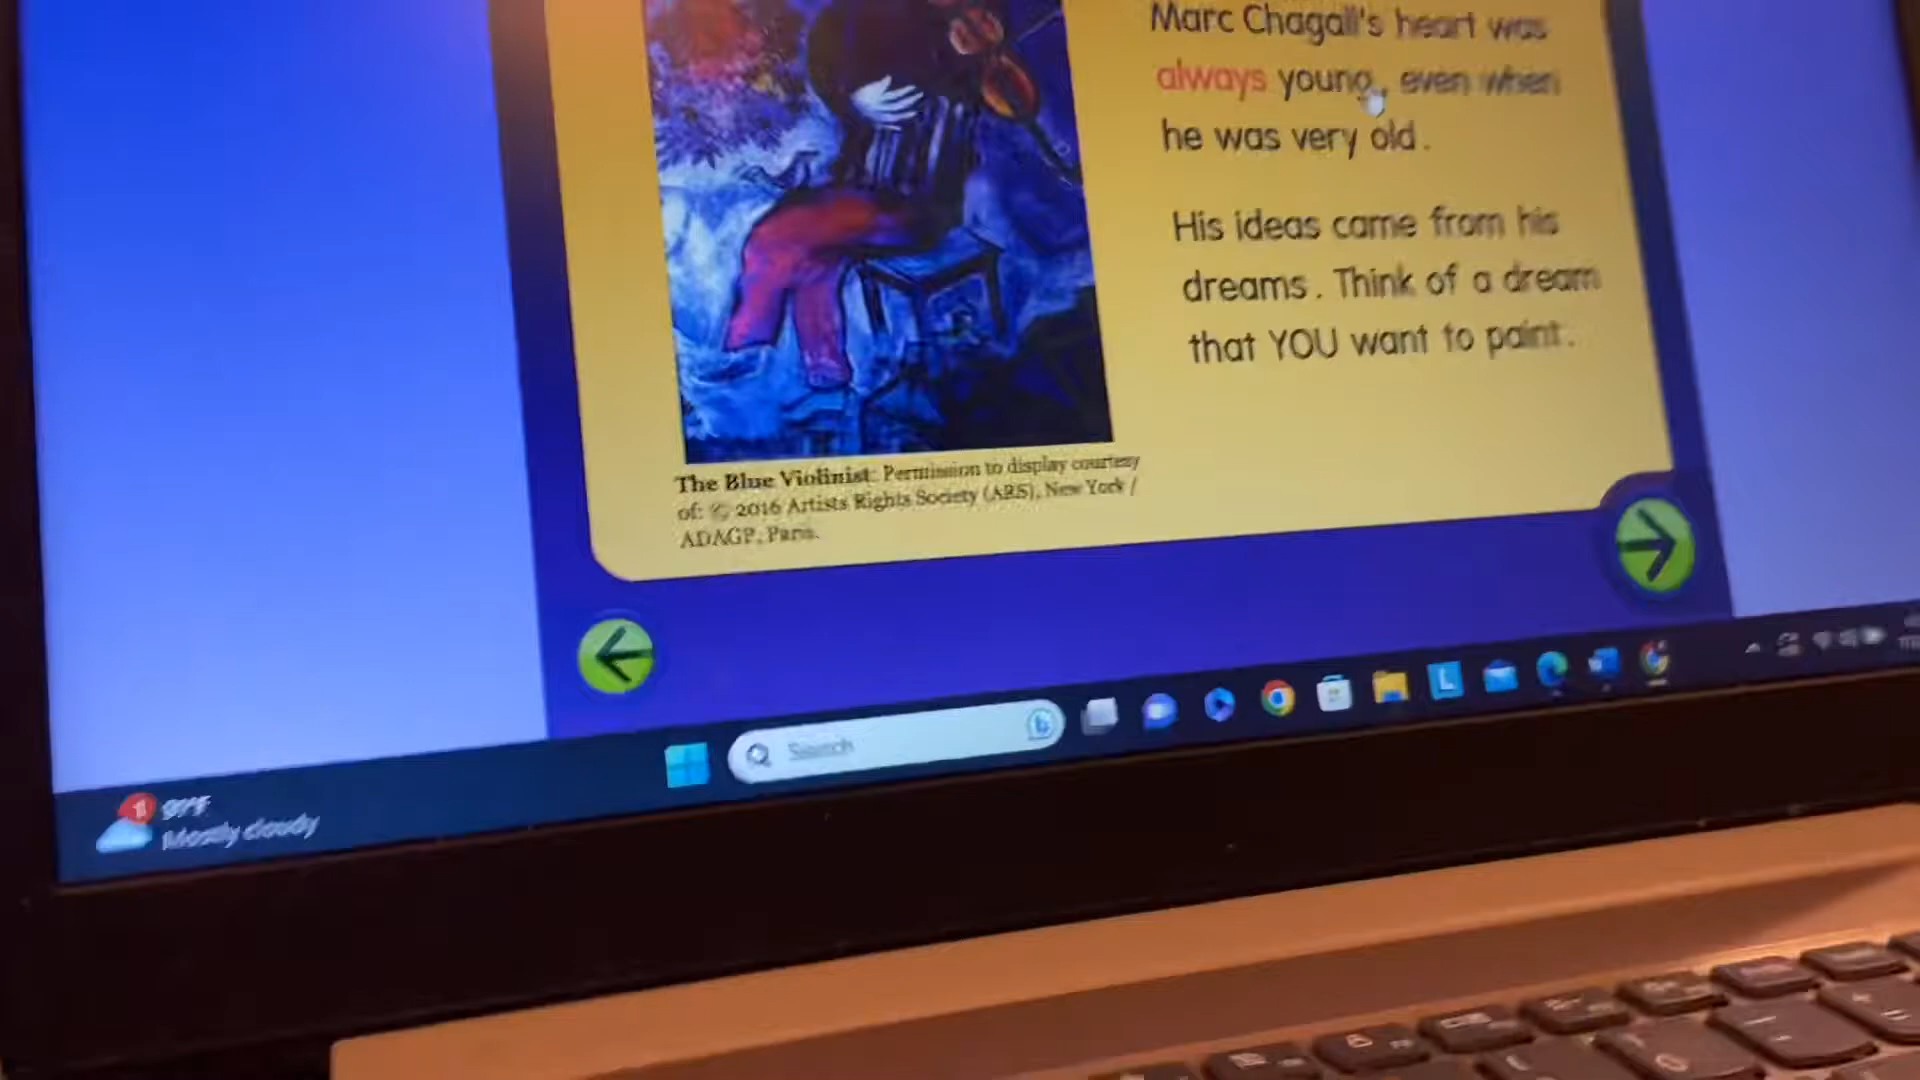 Marc Chagall's heart was
always young, even when
he was very old.
His ideas came from his
dreams. Think of a dream
that YOU want to paint.
The Blue Violinist: Permission to display courtesy
of: © 2016 Artists Rights Society (ARS), New York /
ADAGP, Paris.
Search
1
90°F
Mostly cloudy